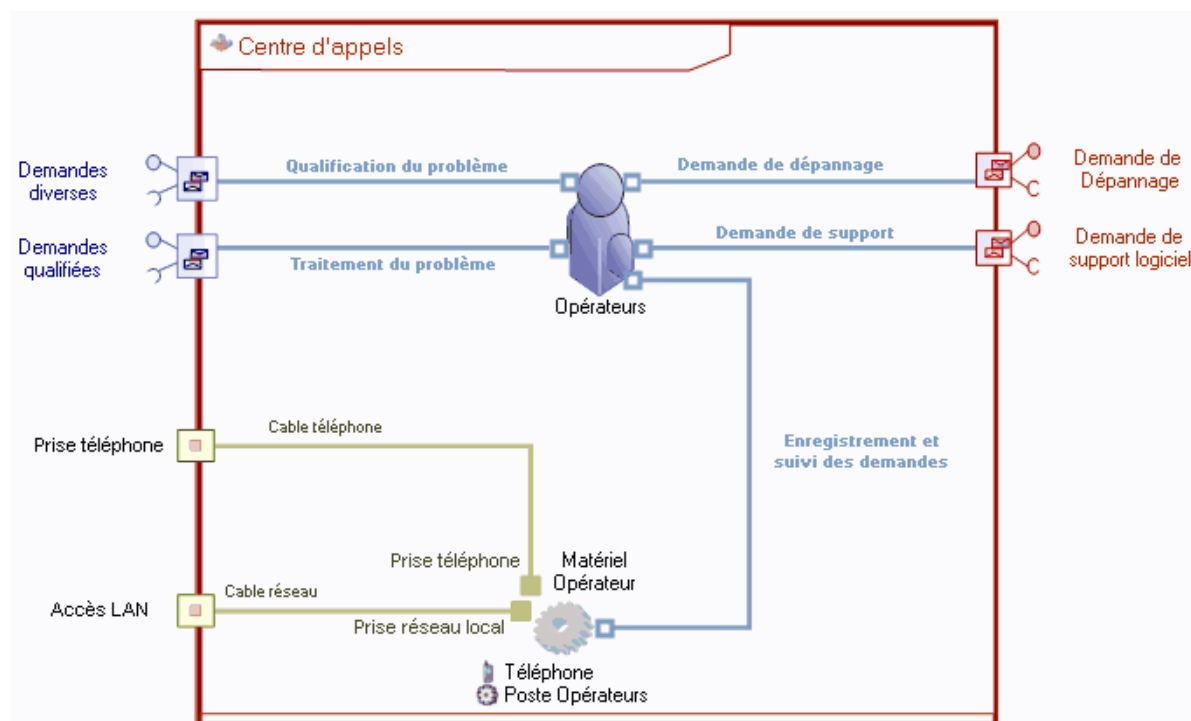 Centre d'appels
Demandes
diverses
Qualification du problème
Demande de dépannage
Demande de
Dépannage
Demandes
qualifiées
Traitement du problème
Demande de support
Demande de
support logiciel
Opérateurs
Prise téléphone
Cable téléphone
Enregistrement et
suivi des demandes
Prise téléphone
Matériel
Opérateur
Accès LAN
Cable réseau
Prise réseau local
Téléphone
Poste Opérateurs